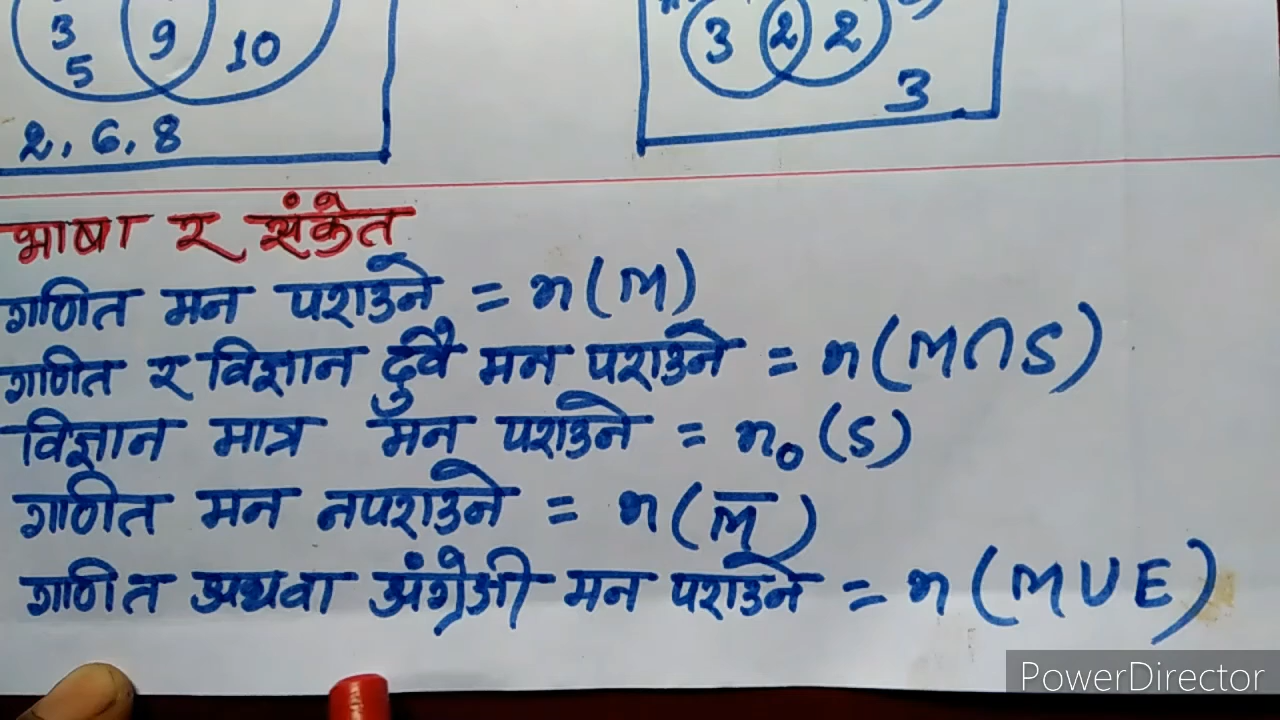 3 9 10
5
2, 6, 8
3 2 2
3
भाषा र संकेत
गणित मन पराउने = n(M)
गणित र विज्ञान दुवै मन पराउने = n(M∩S)
विज्ञान मात्र मन पराउने = n₀(S)
गणित मन नपराउने = n(M̅)
गणित अथवा अंग्रेजी मन पराउने = n(M∪E)
PowerDirector